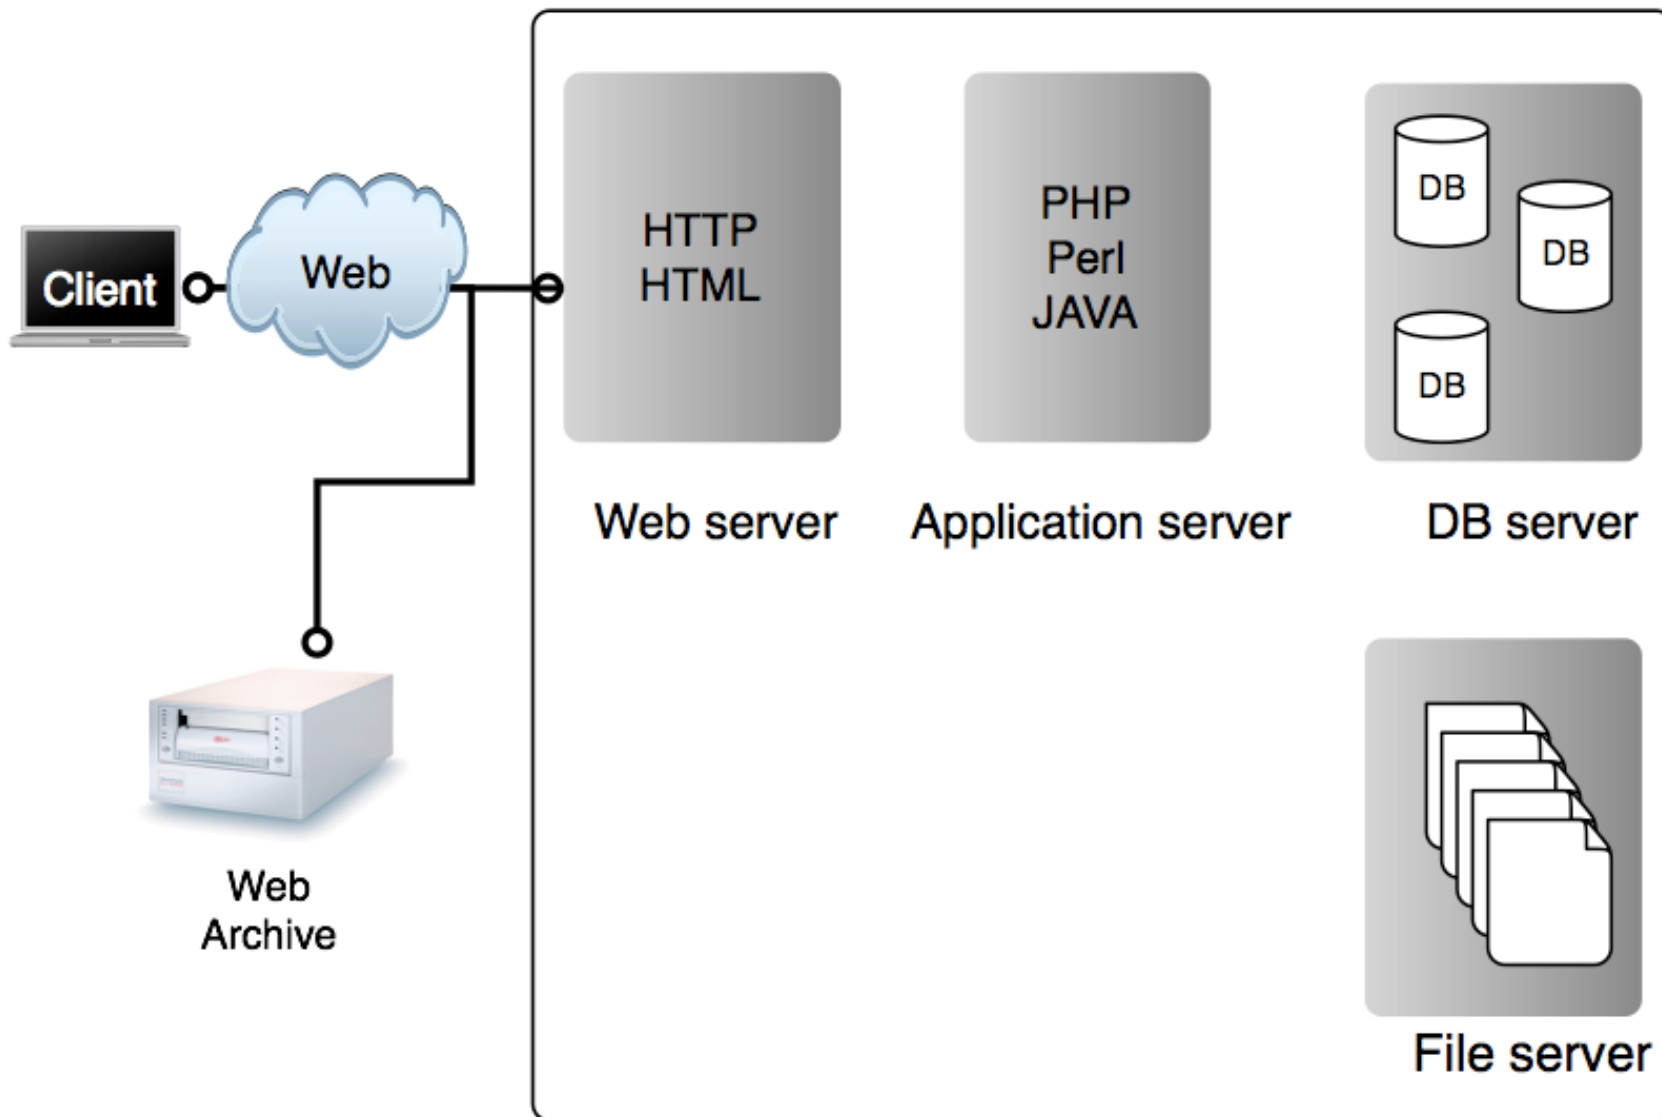 Client
Web
HTTP
HTML
PHP
Perl
JAVA
DB
DB
DB
Web server
Application server
DB server
Web
Archive
File server